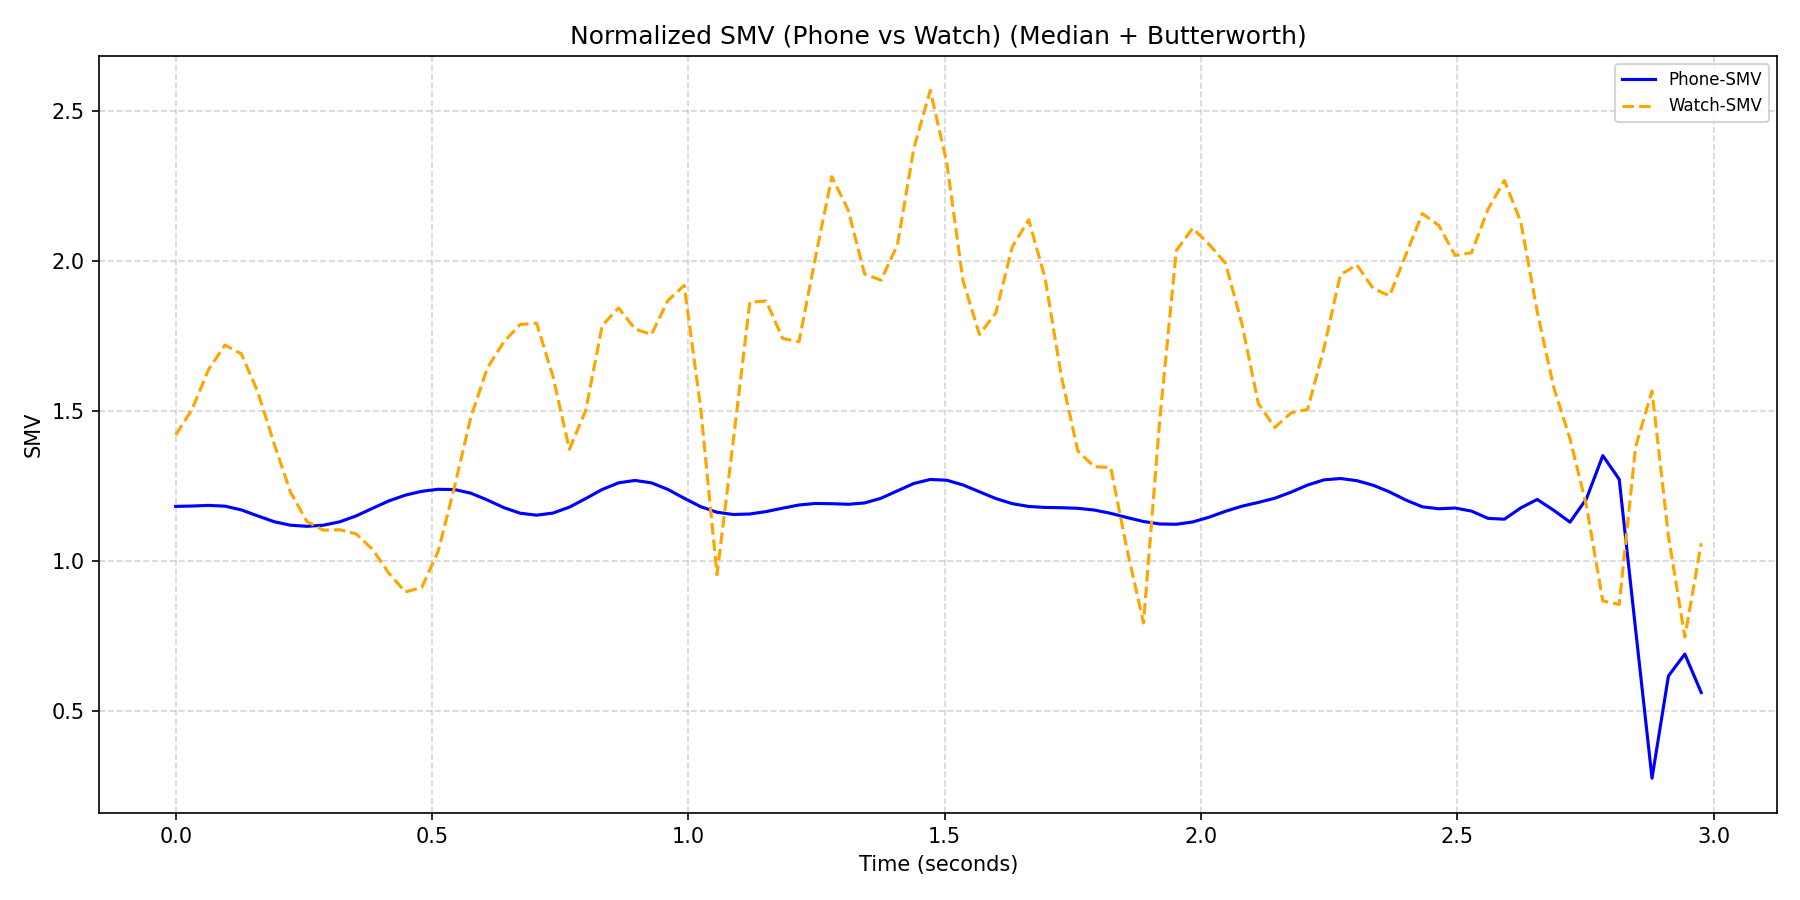 Normalized SMV (Phone vs Watch) (Median + Butterworth)
Phone-SMV
Watch-SMV
2.5
2.0
1.5
1.0
0.5
SMV
0.0 0.5 1.0 1.5 2.0 2.5 3.0
Time (seconds)